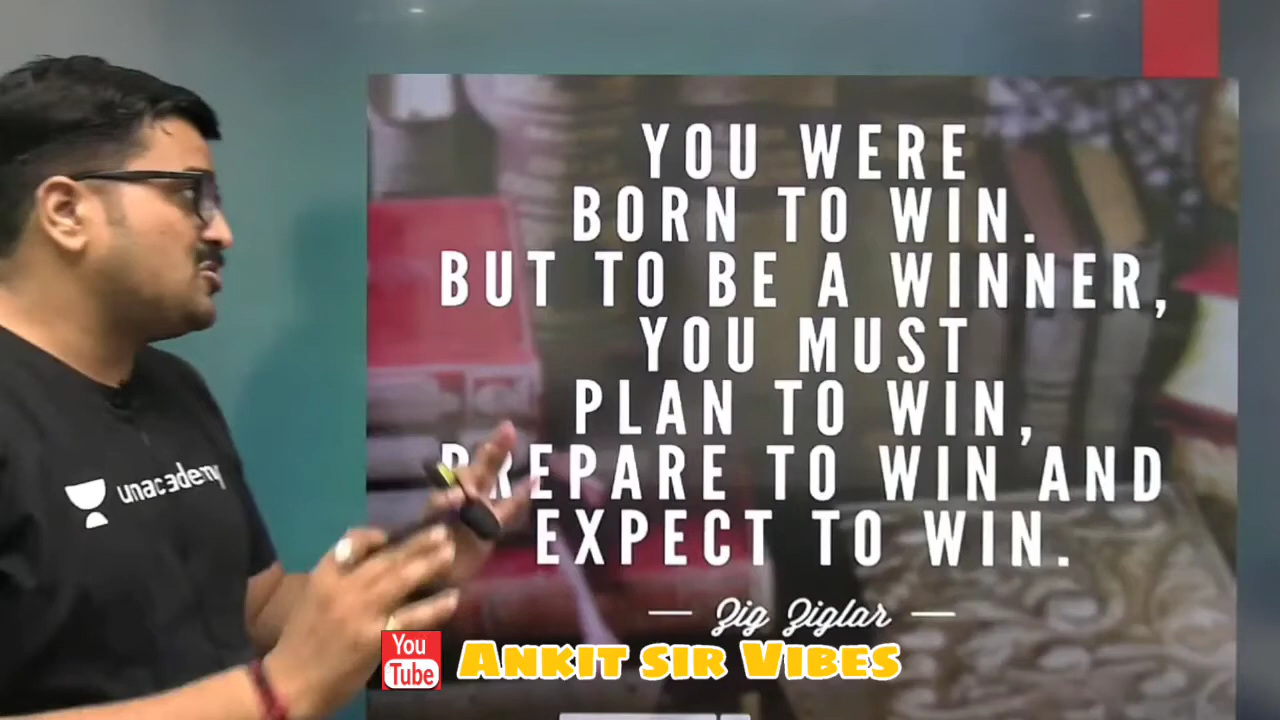 YOU WERE
BORN TO WIN.
BUT TO BE A WINNER,
YOU MUST
PLAN TO WIN,
PREPARE TO WIN AND
EXPECT TO WIN.
Zig Ziglar
unacademy
You
Tube
ANKIT SIR VIBES